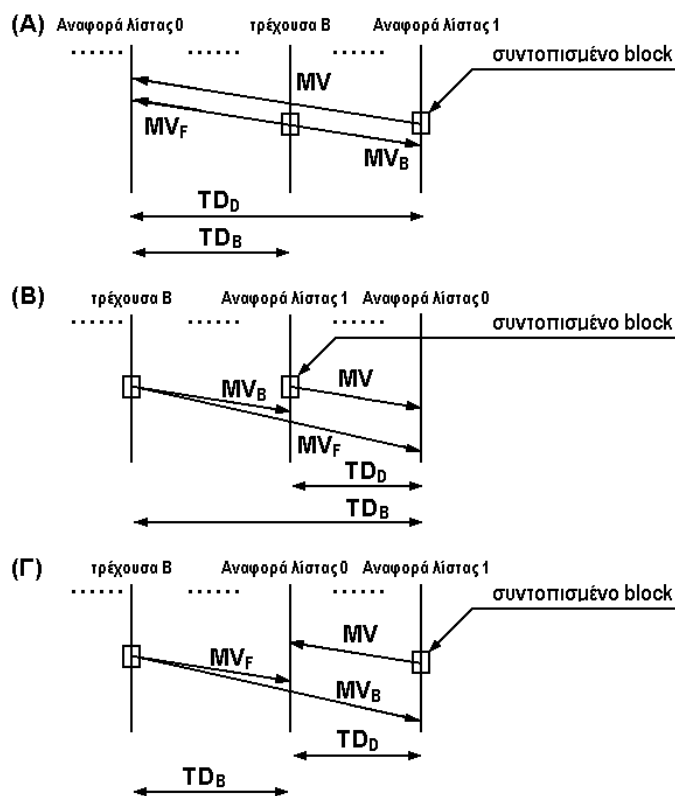 (Α) Αναφορά λίστας 0 τρέχουσα Β Αναφορά λίστας 1
συντοπισμένο block
MV
MVF
MVB
TDD
TDB
(Β) τρέχουσα Β Αναφορά λίστας 1 Αναφορά λίστας 0
συντοπισμένο block
MV
MVB
MVF
TDD
TDB
(Γ) τρέχουσα Β Αναφορά λίστας 0 Αναφορά λίστας 1
συντοπισμένο block
MV
MVF
MVB
TDD
TDB